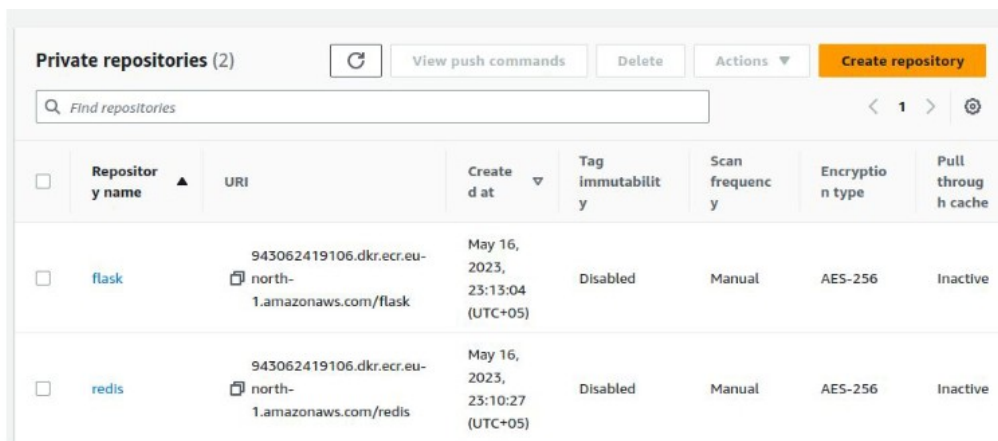 Private repositories (2)
View push commands
Delete
Actions
Create repository
Find repositories
1
Repositor
y name
URI
Create
d at
Tag
immutabilit
y
Scan
frequenc
y
Encryptio
n type
Pull
throug
h cache
flask
943062419106.dkr.ecr.eu-
north-
1.amazonaws.com/flask
May 16,
2023,
23:13:04
(UTC+05)
Disabled
Manual
AES-256
Inactive
redis
943062419106.dkr.ecr.eu-
north-
1.amazonaws.com/redis
May 16,
2023,
23:10:27
(UTC+05)
Disabled
Manual
AES-256
Inactive